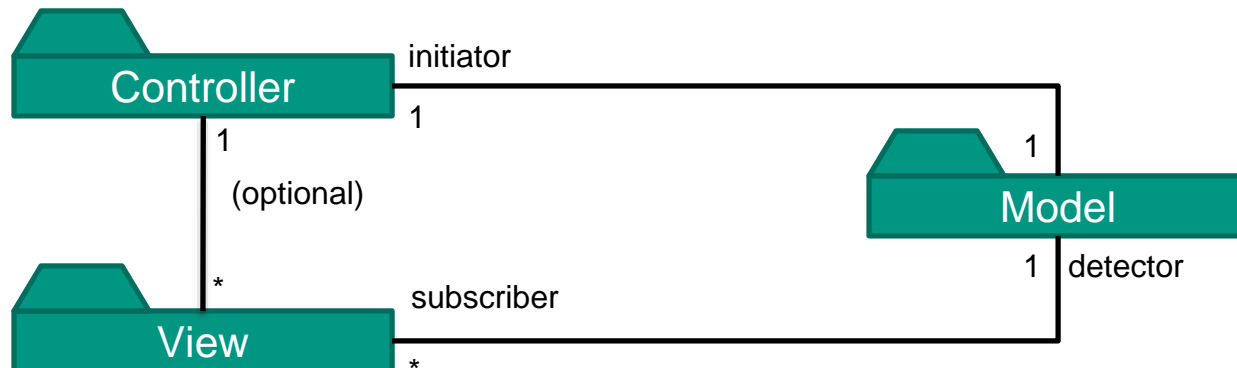 initiator
Controller
1
1
1
(optional)
Model
1 detector
*
subscriber
View
*